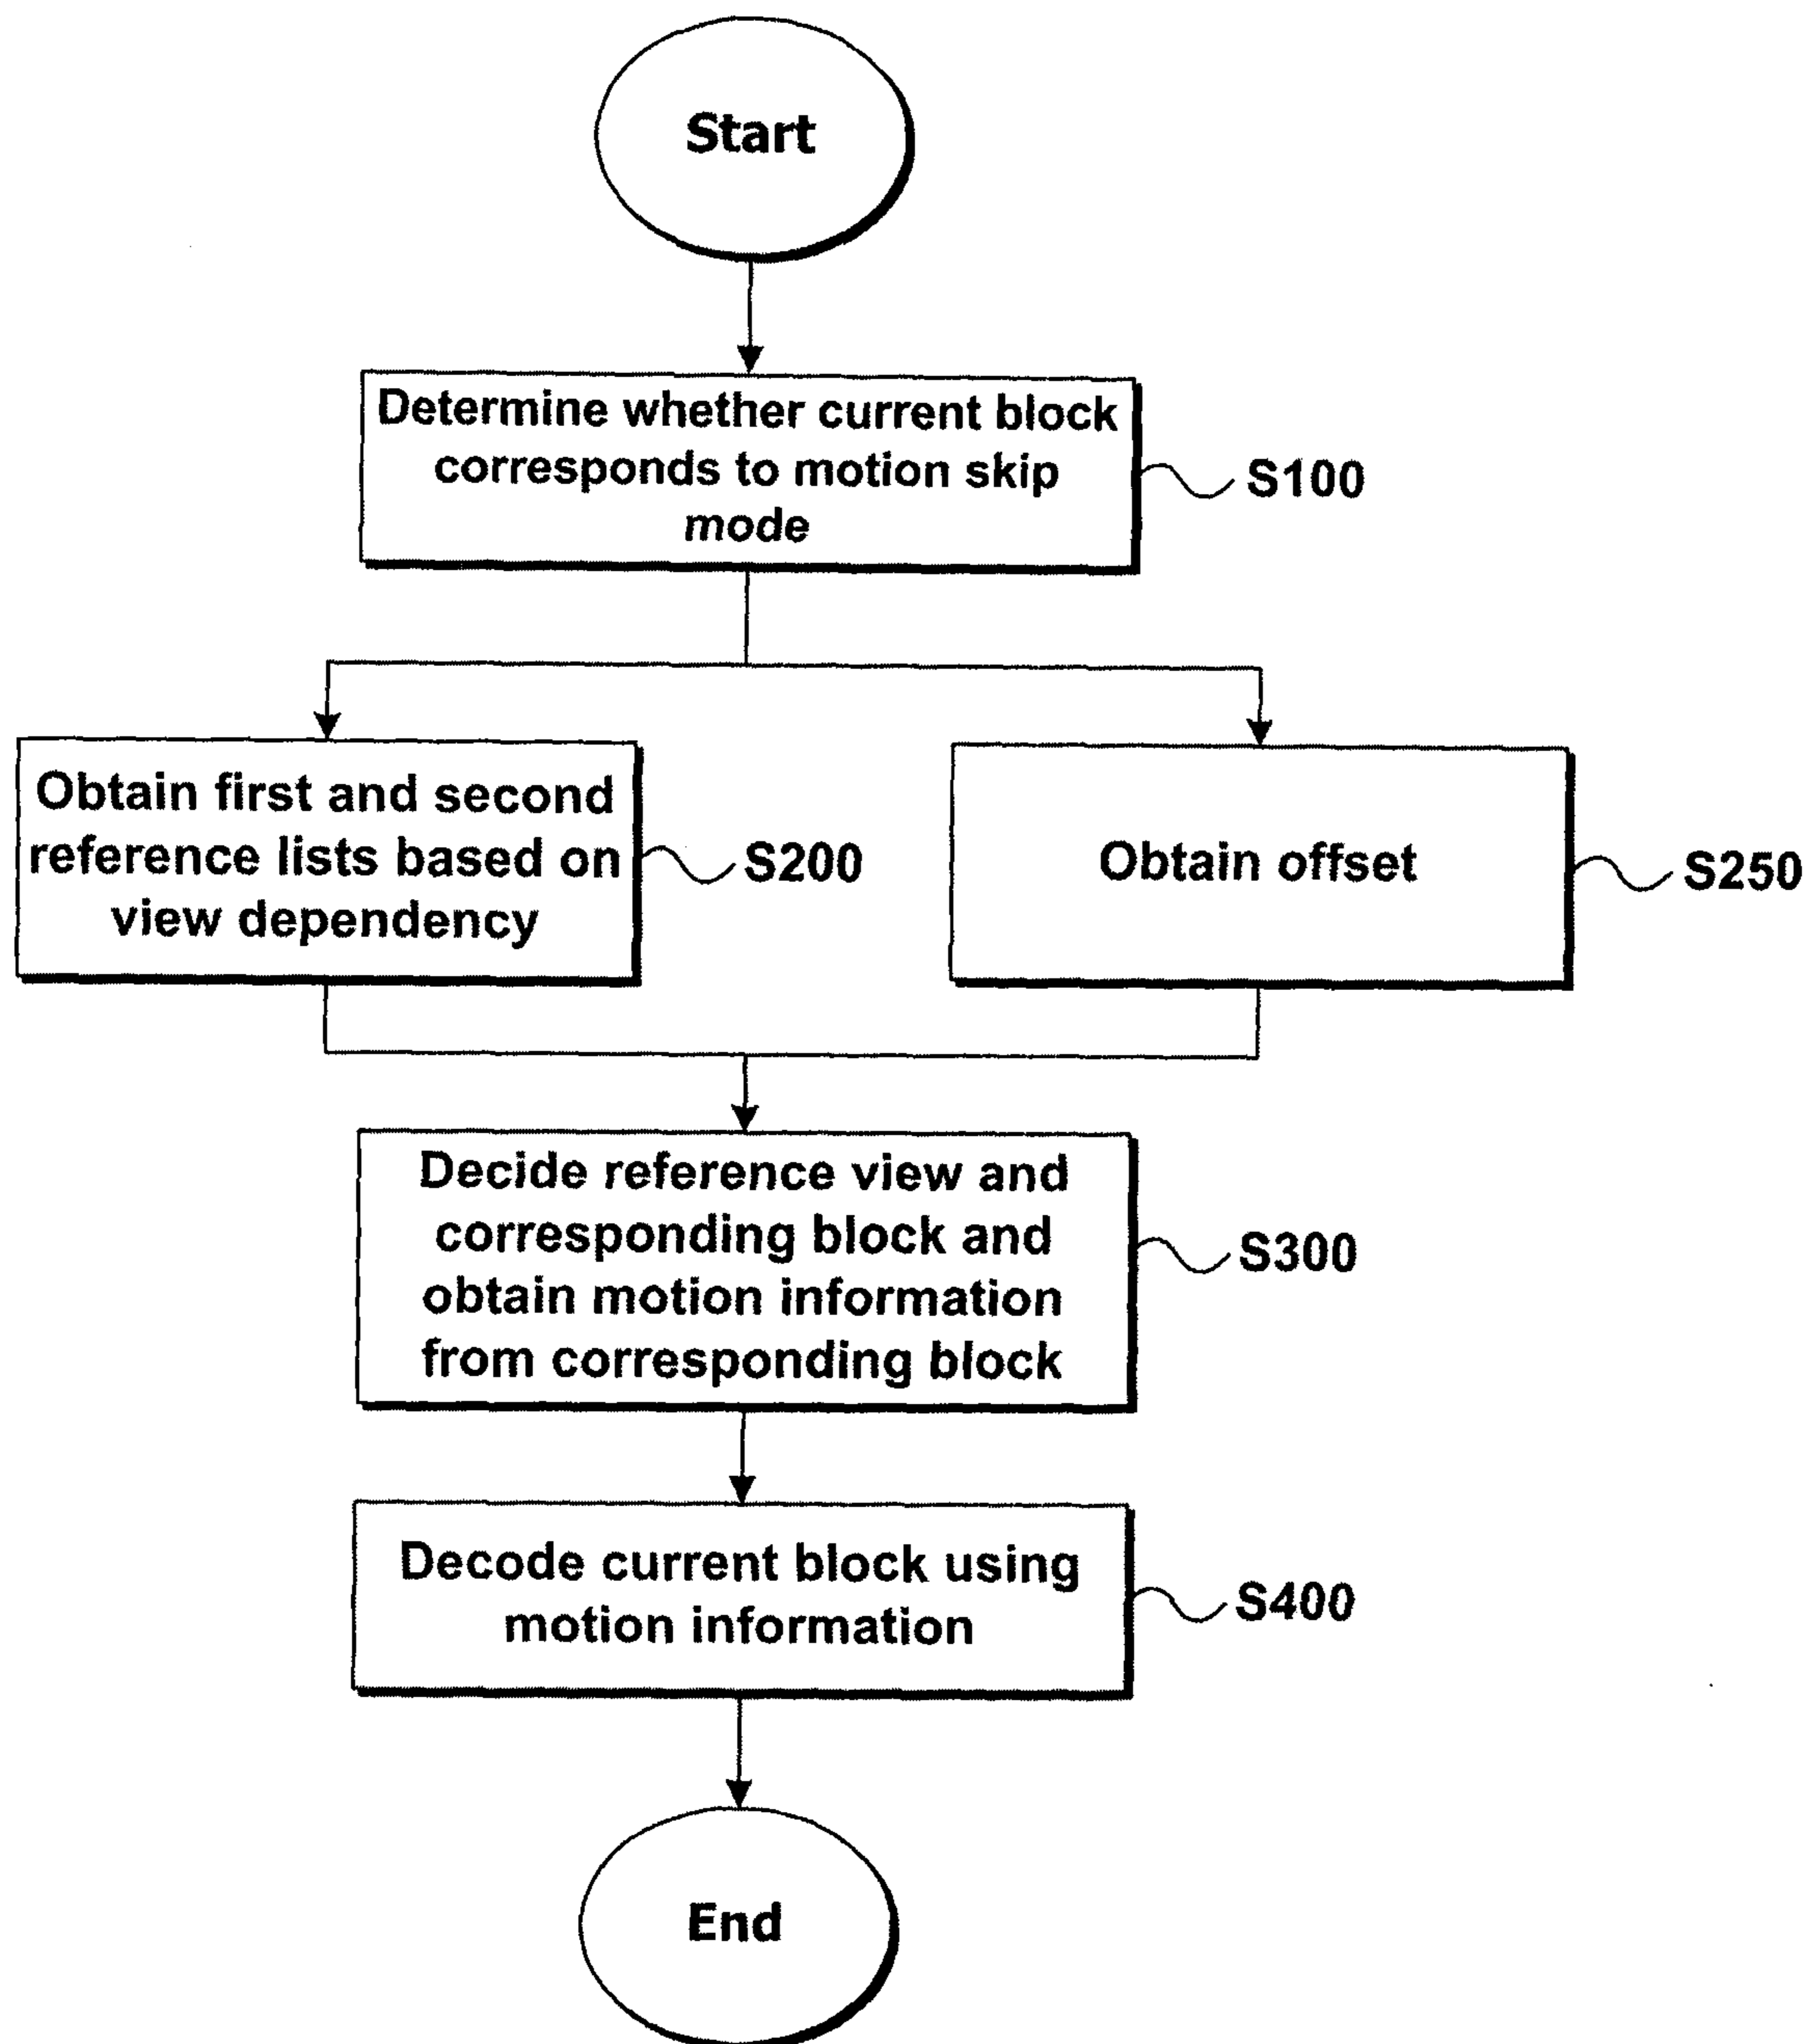 Start
Determine whether current block
corresponds to motion skip
mode
S100
Obtain first and second
reference lists based on
view dependency
S200
Obtain offset
S250
Decide reference view and
corresponding block and
obtain motion information
from corresponding block
S300
Decode current block using
motion information
S400
End